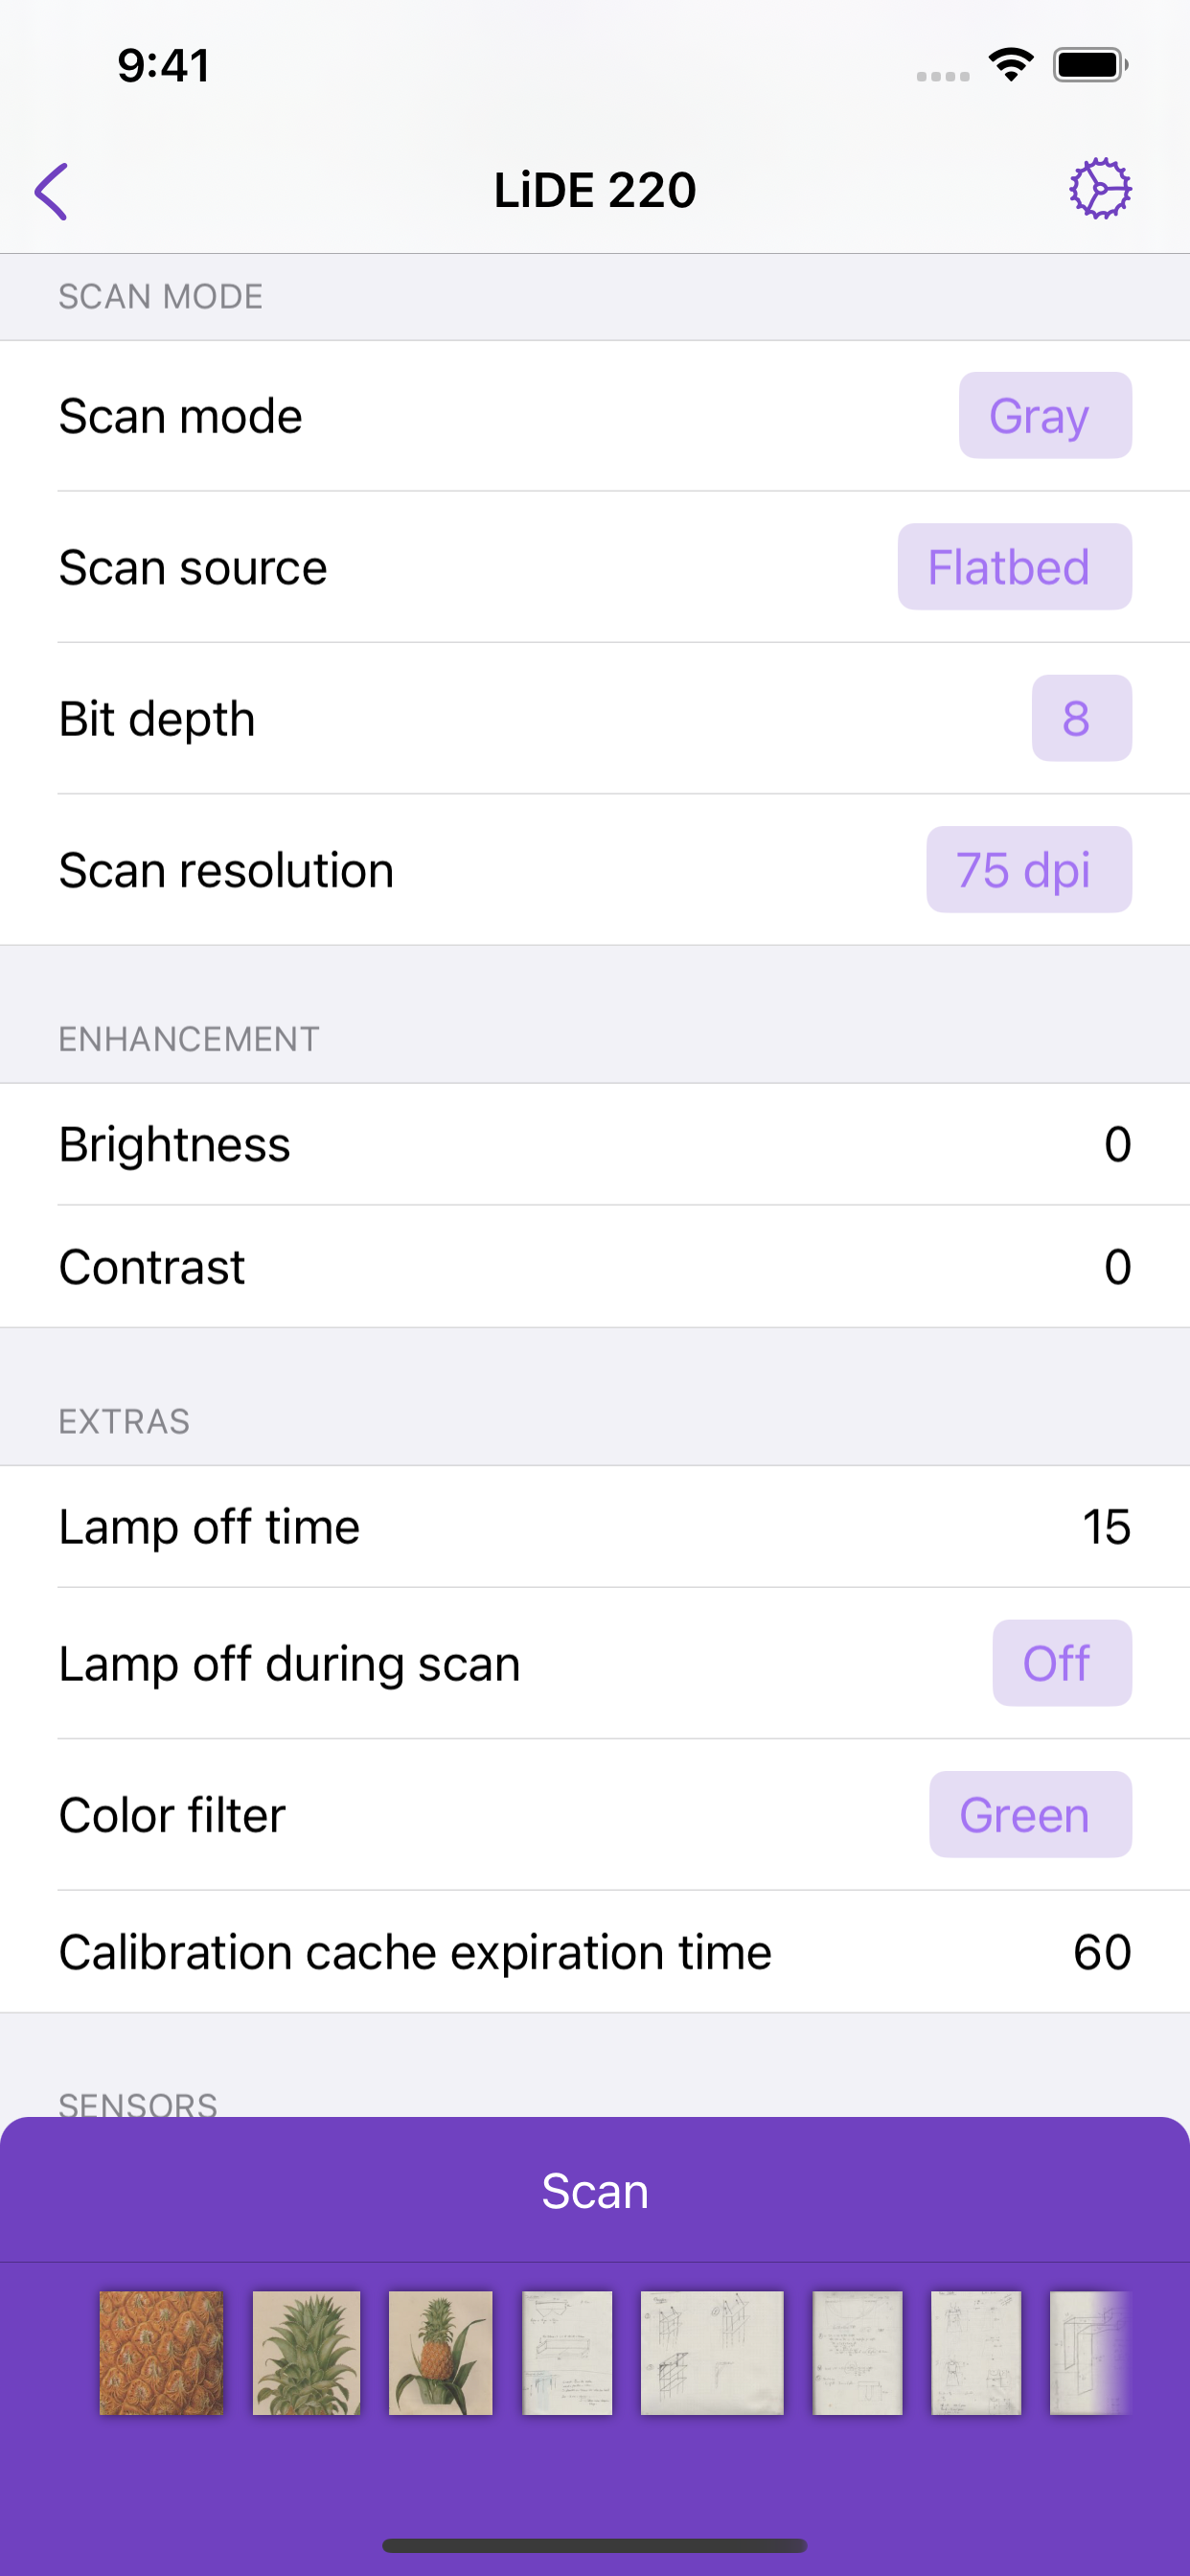 9:41
LiDE 220
SCAN MODE
Scan mode Gray
Scan source Flatbed
Bit depth 8
Scan resolution 75 dpi
ENHANCEMENT
Brightness 0
Contrast 0
EXTRAS
Lamp off time 15
Lamp off during scan Off
Color filter Green
Calibration cache expiration time 60
SENSORS
Scan